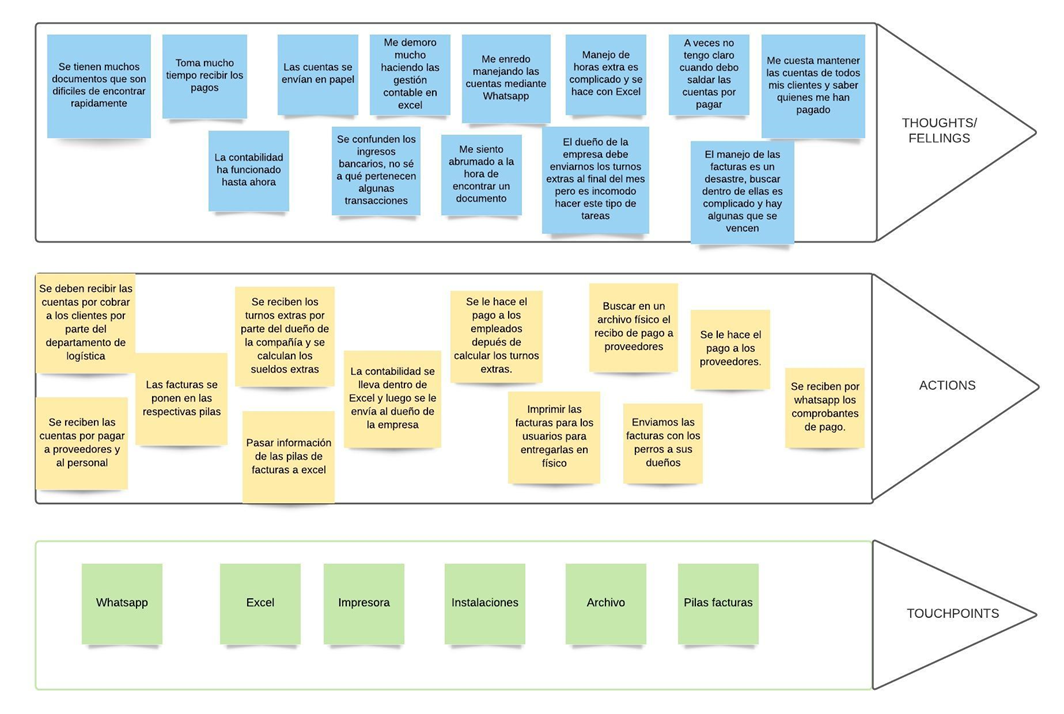 Se tienen muchos
documentos que son
dificiles de encontrar
rapidamente
Toma mucho
tiempo recibir los
pagos
Las cuentas se
envían en papel
Me demoro
mucho
haciendo las
gestión
contable en
excel
Me enredo
manejando las
cuentas mediante
Whatsapp
Manejo de
horas extra es
complicado y se
hace con Excel
A veces no
tengo claro
cuando debo
saldar las
cuentas por
pagar
Me cuesta mantener
las cuentas de todos
mis clientes y saber
quienes me han
pagado
La contabilidad
ha funcionado
hasta ahora
Se confunden los
ingresos
bancarios, no sé
a qué pertenecen
algunas
transacciones
Me siento
abrumado a la
hora de
encontrar un
documento
El dueño de la
empresa debe
enviarnos los turnos
extras al final del mes
pero es incomodo
hacer este tipo de
tareas
El manejo de las
facturas es un
desastre, buscar
dentro de ellas es
complicado y hay
algunas que se
vencen
THOUGHTS/
FELLINGS
Se deben recibir las
cuentas por cobrar
a los clientes por
parte del
departamento de
logística
Las facturas se
ponen en las
respectivas pilas
Se reciben las
cuentas por pagar
a proveedores y
al personal
Se reciben los
turnos extras por
parte del dueño de
la compañía y se
calculan los
sueldos extras
Pasar información
de las pilas de
facturas a excel
La contabilidad se
lleva dentro de
Excel y luego se le
envía al dueño de
la empresa
Se le hace el
pago a los
empleados
depués de
calcular los turnos
extras.
Imprimir las
facturas para los
usuarios para
entregarlas en
físico
Buscar en un
archivo físico el
recibo de pago a
proveedores
Enviamos las
facturas con los
perros a sus
dueños
Se le hace el
pago a los
proveedores.
Se reciben por
whatsapp los
comprobantes
de pago.
ACTIONS
Whatsapp
Excel
Impresora
Instalaciones
Archivo
Pilas facturas
TOUCHPOINTS